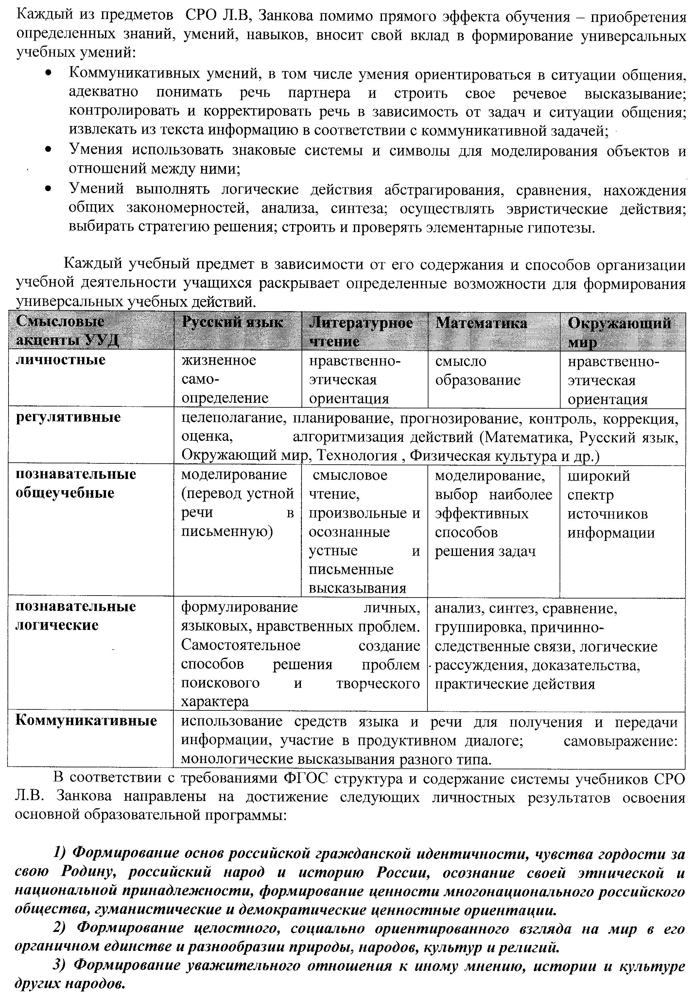 Каждый из предметов СРО Л.В, Занкова помимо прямого эффекта обучения – приобретения
определенных знаний, умений, навыков, вносит свой вклад в формирование универсальных
учебных умений:
• Коммуникативных умений, в том числе умения ориентироваться в ситуации общения,
адекватно понимать речь партнера и строить свое речевое высказывание;
контролировать и корректировать речь в зависимость от задач и ситуации общения;
извлекать из текста информацию в соответствии с коммуникативной задачей;
• Умения использовать знаковые системы и символы для моделирования объектов и
отношений между ними;
• Умений выполнять логические действия абстрагирования, сравнения, нахождения
общих закономерностей, анализа, синтеза; осуществлять эвристические действия;
выбирать стратегию решения; строить и проверять элементарные гипотезы.
Каждый учебный предмет в зависимости от его содержания и способов организации
учебной деятельности учащихся раскрывает определенные возможности для формирования
универсальных учебных действий.
Смысловые
акценты УУД
Русский язык
Литературное
чтение
Математика
Окружающий
мир
личностные
жизненное
само-
определение
нравственно-
этическая
ориентация
смысло
образование
нравственно-
этическая
ориентация
регулятивные
целеполагание, планирование, прогнозирование, контроль, коррекция,
оценка, алгоритмизация действий (Математика, Русский язык,
Окружающий мир, Технология , Физическая культура и др.)
познавательные
общеучебные
моделирование
(перевод устной
речи в
письменную)
смысловое
чтение,
произвольные и
осознанные
устные и
письменные
высказывания
моделирование,
выбор наиболее
эффективных
способов
решения задач
широкий
спектр
источников
информации
познавательные
логические
формулирование личных,
языковых, нравственных проблем.
Самостоятельное создание
способов решения проблем
поискового и творческого
характера
анализ, синтез, сравнение,
группировка, причинно-
следственные связи, логические
рассуждения, доказательства,
практические действия
Коммуникативные
использование средств языка и речи для получения и передачи
информации, участие в продуктивном диалоге; самовыражение:
монологические высказывания разного типа.
В соответствии с требованиями ФГОС структура и содержание системы учебников СРО
Л.В. Занкова направлены на достижение следующих личностных результатов освоения
основной образовательной программы:
1) Формирование основ российской гражданской идентичности, чувства гордости за
свою Родину, российский народ и историю России, осознание своей этнической и
национальной принадлежности, формирование ценности многонационального российского
общества, гуманистические и демократические ценностные ориентации.
2) Формирование целостного, социально ориентированного взгляда на мир в его
органичном единстве и разнообразии природы, народов, культур и религий.
3) Формирование уважительного отношения к иному мнению, истории и культуре
других народов.